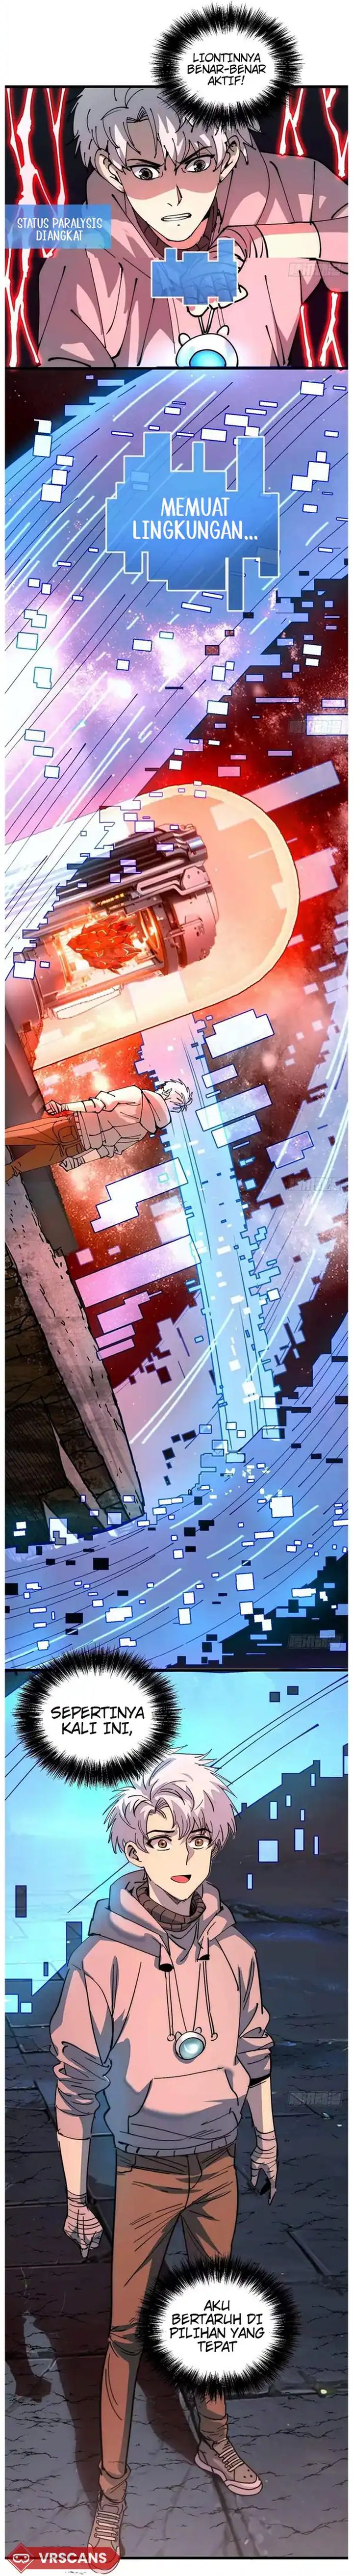 LIONTINNYA
BENAR-BENAR
AKTIF!
STATUS PARALYSIS
DIANGKAT
MEMUAT
LINGKUNGAN...
SEPERTINYA
KALI INI,
AKU
BERTARUH DI
PILIHAN YANG
TEPAT
VRSCANS